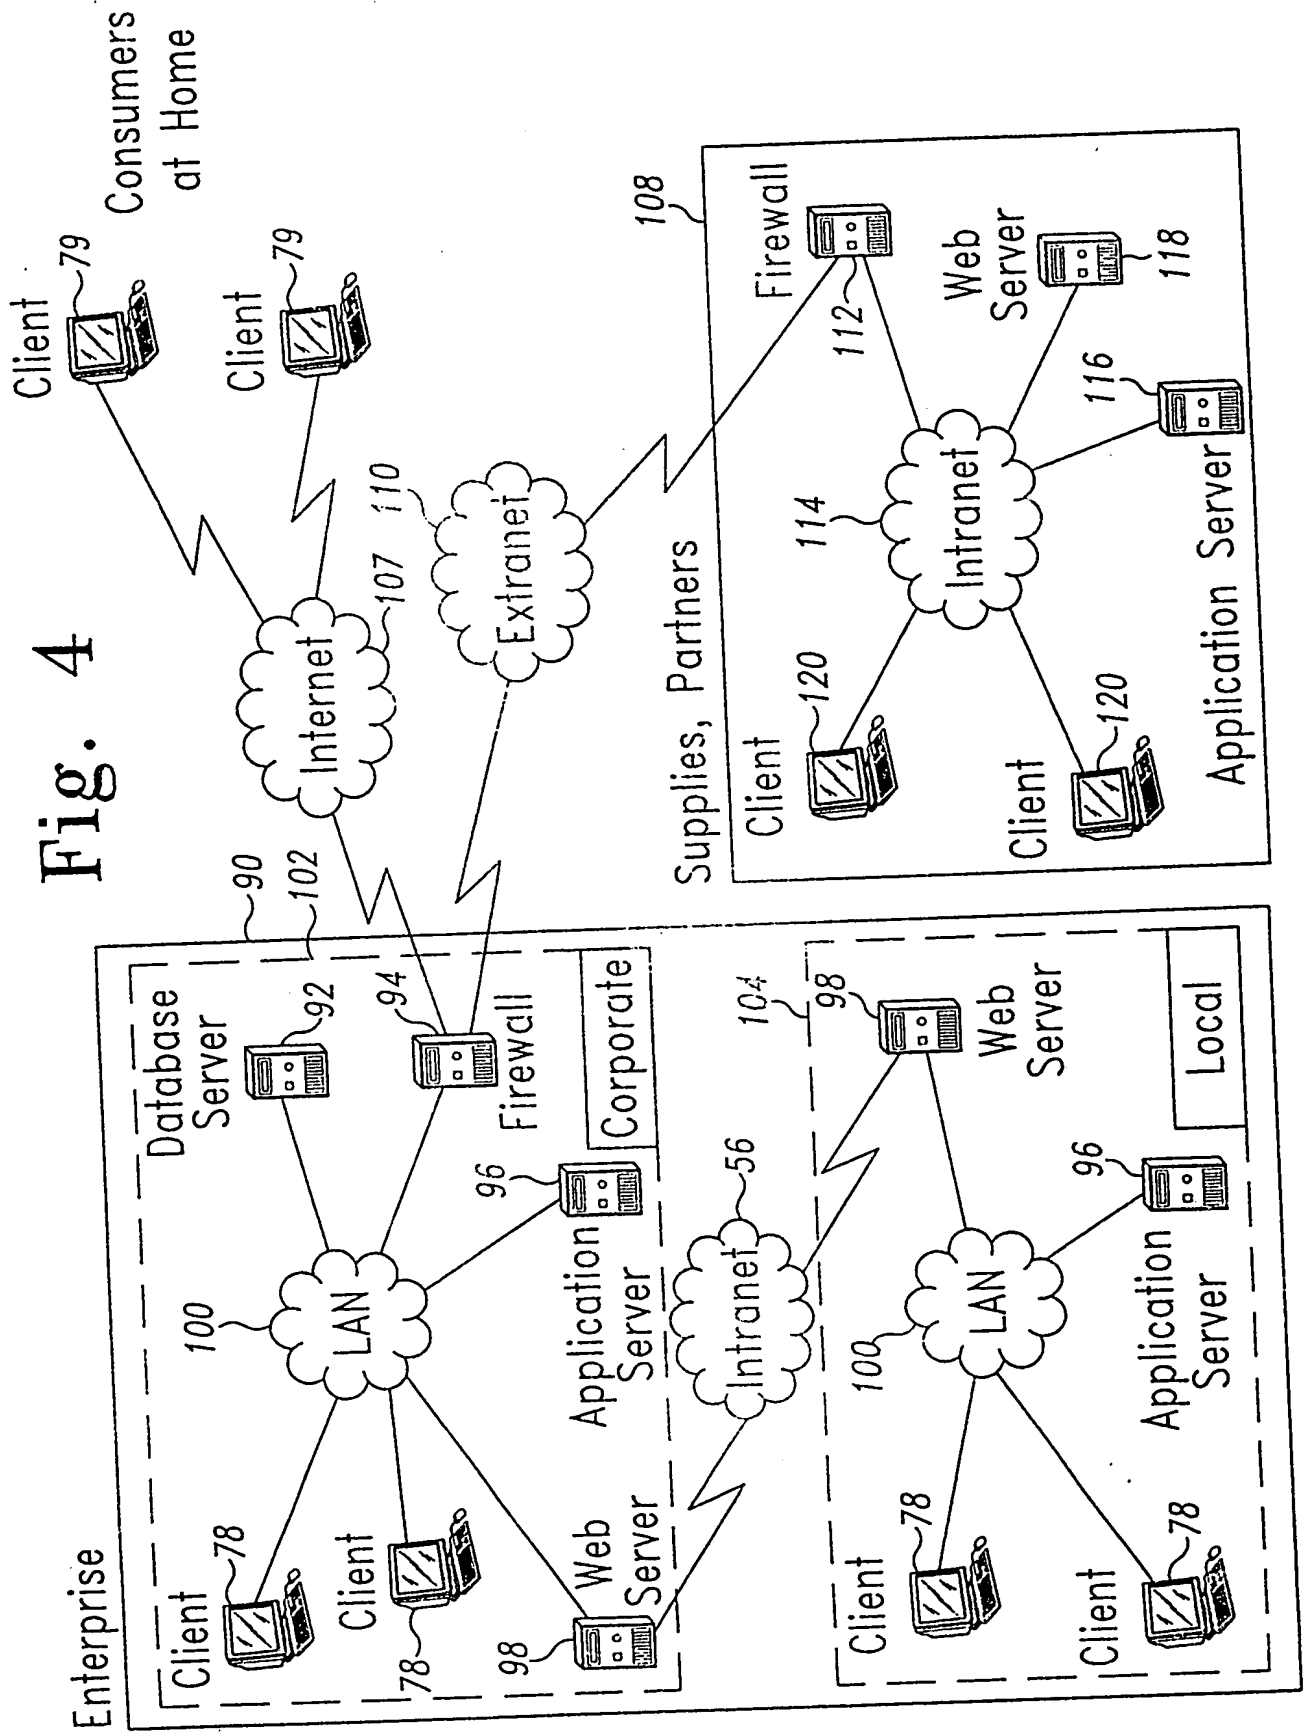 Fig. 4
Enterprise
90
102
Client
78
Client
78
98
Web
Server
100
LAN
Database
Server
92
94
Firewall
96
Application
Server
Corporate
Intranet
56
104
98
Web
Server
100
LAN
Client
78
Client
78
96
Application
Server
Local
Internet
107
Extranet
110
Client
79
Client
79
Consumers
at Home
Supplies, Partners
108
Firewall
112
Web
Server
118
114
Intranet
116
Application Server
Client
120
Client
120